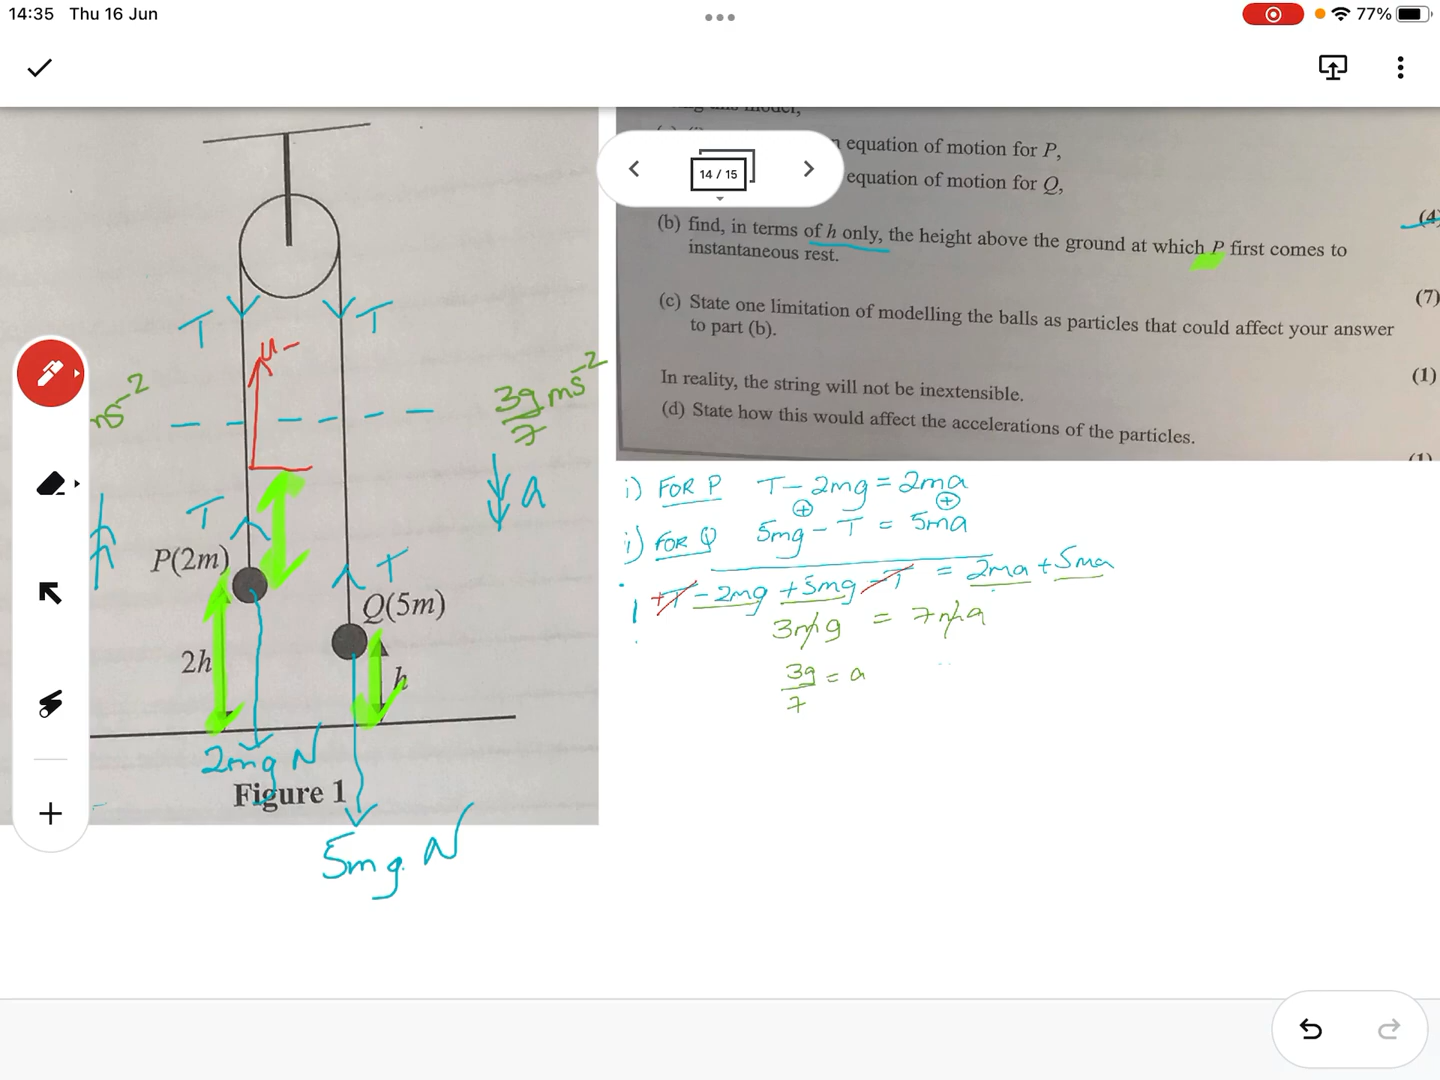 14:35 Thu 16 Jun
77%
14 / 15
equation of motion for P,
equation of motion for Q,
(4)
(b) find, in terms of h only, the height above the ground at which P first comes to
instantaneous rest.
(7)
(c) State one limitation of modelling the balls as particles that could affect your answer
to part (b).
(1)
In reality, the string will not be inextensible.
(d) State how this would affect the accelerations of the particles.
T
T
3g/7 ms⁻²
a
T
P(2m)
T
Q(5m)
2h
h
2mg N
Figure 1
5mg N
i) FOR P T - 2mg = 2ma
i) FOR Q 5mg - T = 5ma
+T - 2mg + 5mg - T = 2ma + 5ma
3mg = 7ma
3g/7 = a